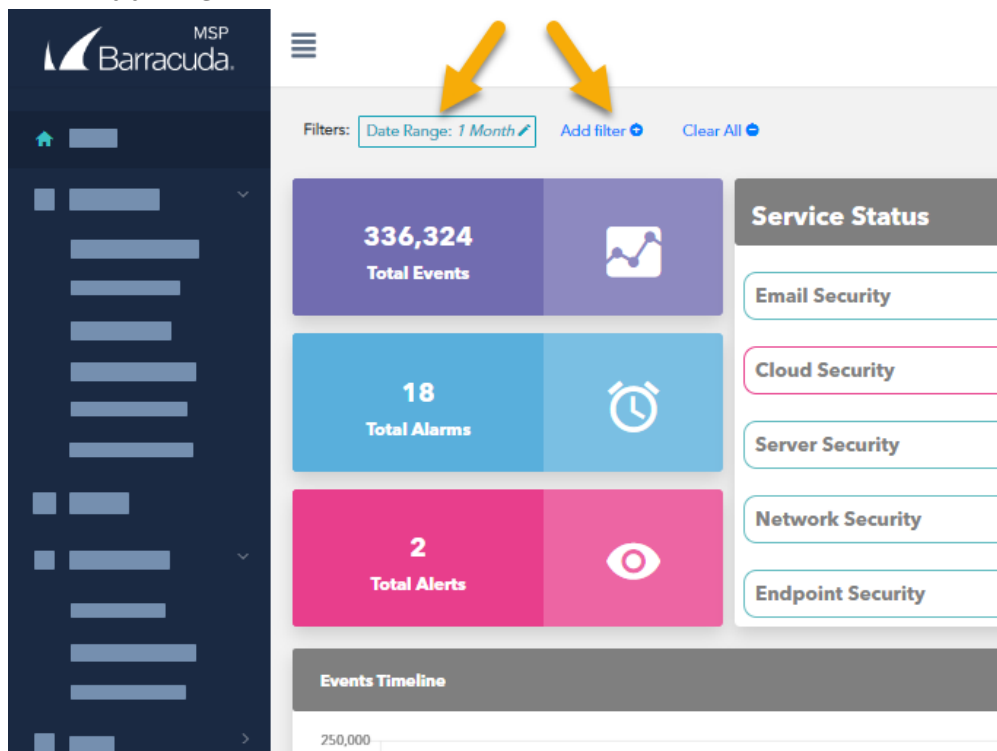 MSP
Barracuda.
Filters: Date Range: 1 Month Add filter Clear All
336,324
Total Events
18
Total Alarms
2
Total Alerts
Service Status
Email Security
Cloud Security
Server Security
Network Security
Endpoint Security
Events Timeline
250,000